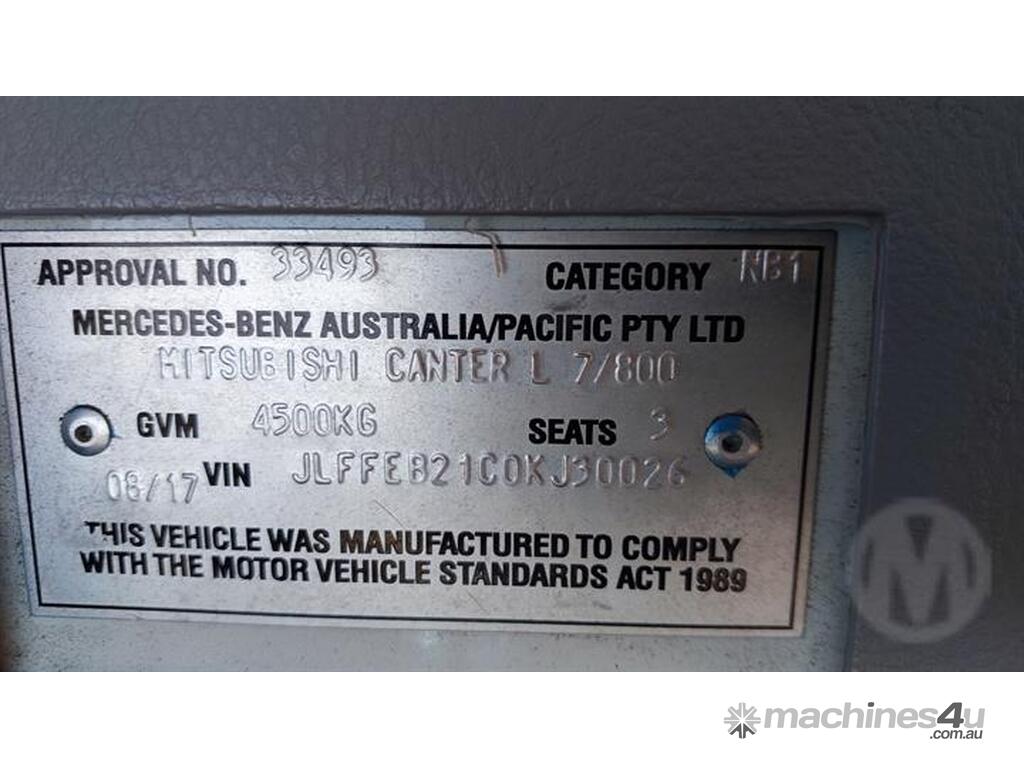 APPROVAL NO. 33493 CATEGORY NB1
MERCEDES-BENZ AUSTRALIA/PACIFIC PTY LTD
MITSUBISHI CANTER L 7/800
GVM 4500KG SEATS 3
08/17 VIN JLFFEB21C0KJ30026
THIS VEHICLE WAS MANUFACTURED TO COMPLY
WITH THE MOTOR VEHICLE STANDARDS ACT 1989
M
machines4u
.com.au